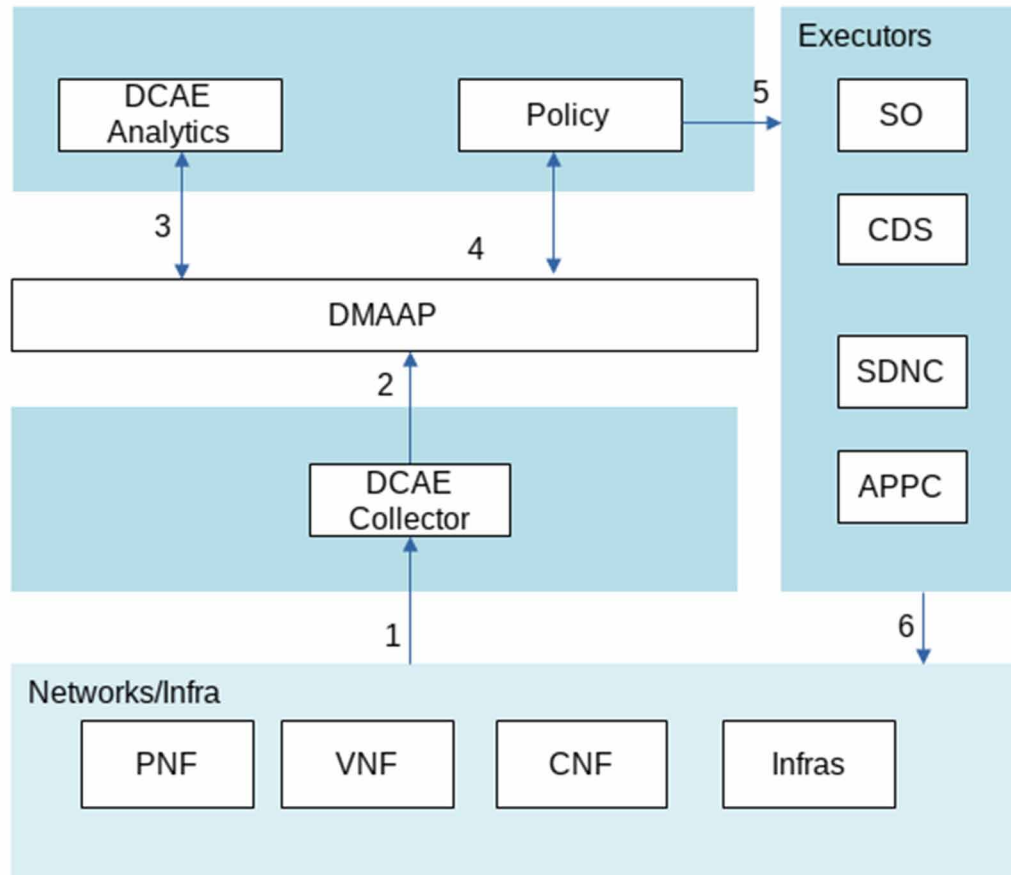 Executors
DCAE
Analytics
Policy
5
SO
3
4
CDS
DMAAP
2
SDNC
DCAE
Collector
APPC
1
6
Networks/Infra
PNF
VNF
CNF
Infras